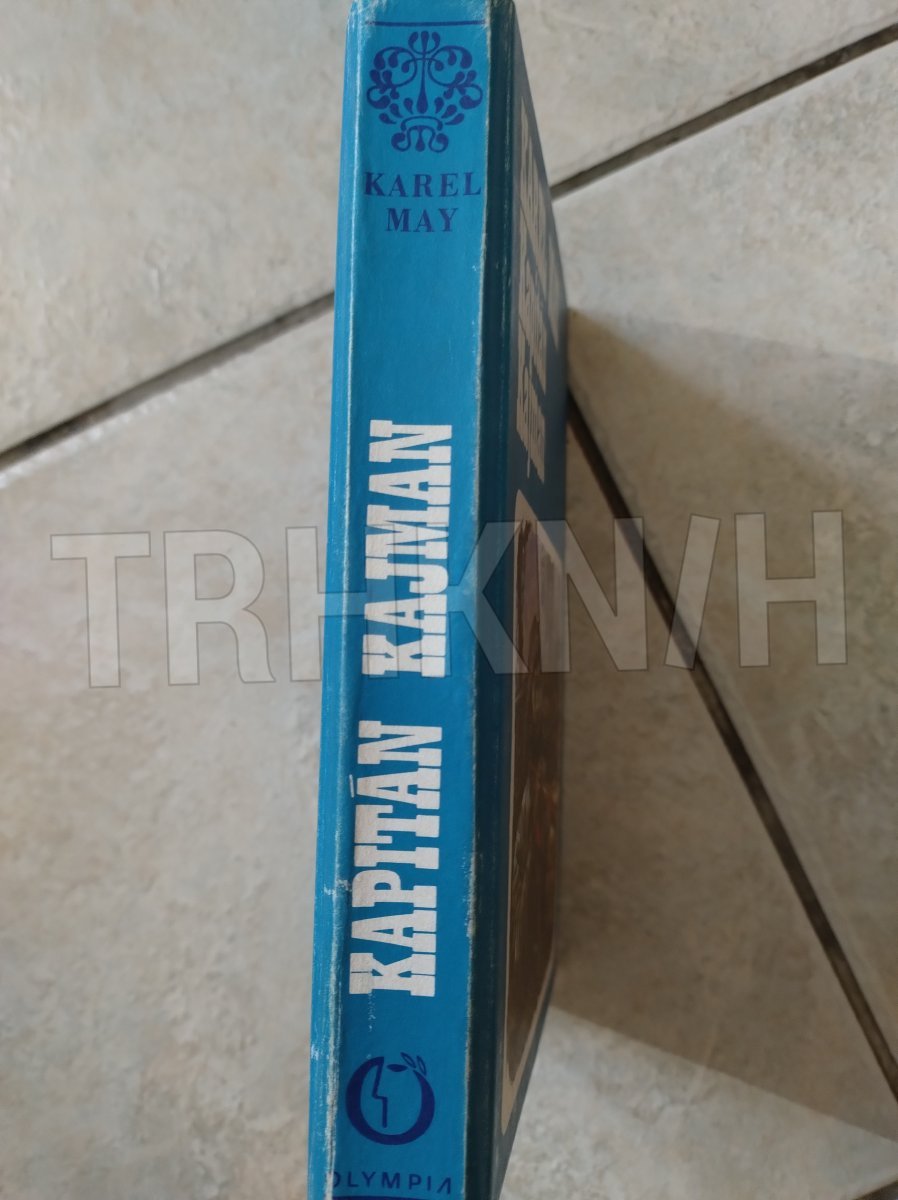 KAREL
MAY
KAPITÁN KAJMAN
OLYMPIA
TRHKNIH